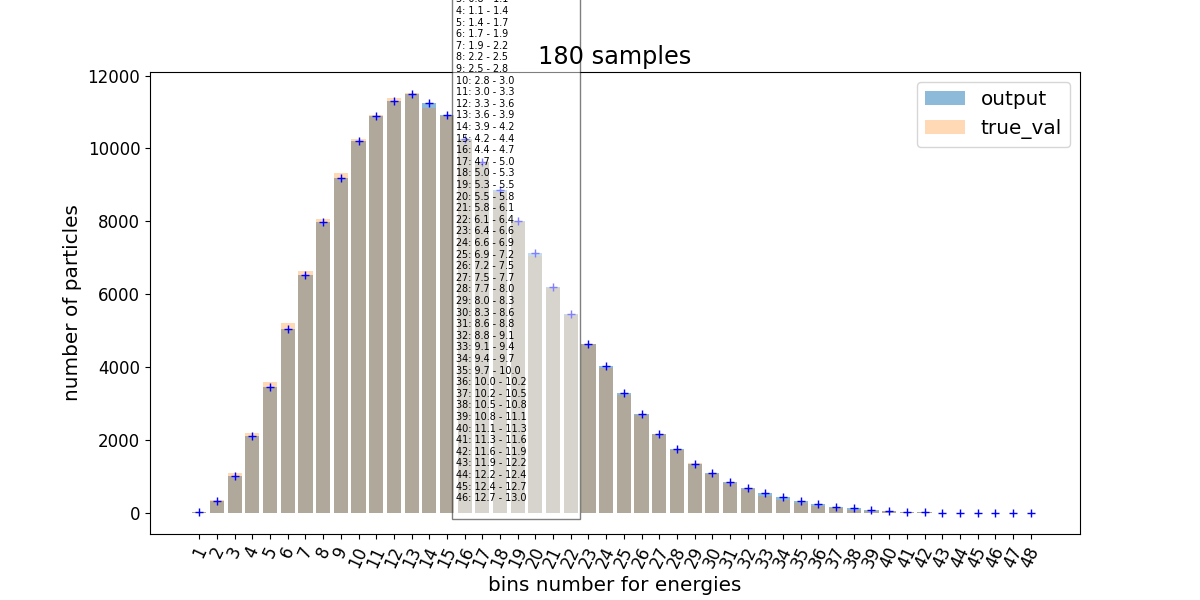 3: 0.8 - 1.1
4: 1.1 - 1.4
5: 1.4 - 1.7
6: 1.7 - 1.9
7: 1.9 - 2.2
8: 2.2 - 2.5
9: 2.5 - 2.8
10: 2.8 - 3.0
11: 3.0 - 3.3
12: 3.3 - 3.6
13: 3.6 - 3.9
14: 3.9 - 4.2
15: 4.2 - 4.4
16: 4.4 - 4.7
17: 4.7 - 5.0
18: 5.0 - 5.3
19: 5.3 - 5.5
20: 5.5 - 5.8
21: 5.8 - 6.1
22: 6.1 - 6.4
23: 6.4 - 6.6
24: 6.6 - 6.9
25: 6.9 - 7.2
26: 7.2 - 7.5
27: 7.5 - 7.7
28: 7.7 - 8.0
29: 8.0 - 8.3
30: 8.3 - 8.6
31: 8.6 - 8.8
32: 8.8 - 9.1
33: 9.1 - 9.4
34: 9.4 - 9.7
35: 9.7 - 10.0
36: 10.0 - 10.2
37: 10.2 - 10.5
38: 10.5 - 10.8
39: 10.8 - 11.1
40: 11.1 - 11.3
41: 11.3 - 11.6
42: 11.6 - 11.9
43: 11.9 - 12.2
44: 12.2 - 12.4
45: 12.4 - 12.7
46: 12.7 - 13.0
180 samples
output
true_val
number of particles
12000
10000
8000
6000
4000
2000
0
1 2 3 4 5 6 7 8 9 10 11 12 13 14 15 16 17 18 19 20 21 22 23 24 25 26 27 28 29 30 31 32 33 34 35 36 37 38 39 40 41 42 43 44 45 46 47 48
bins number for energies